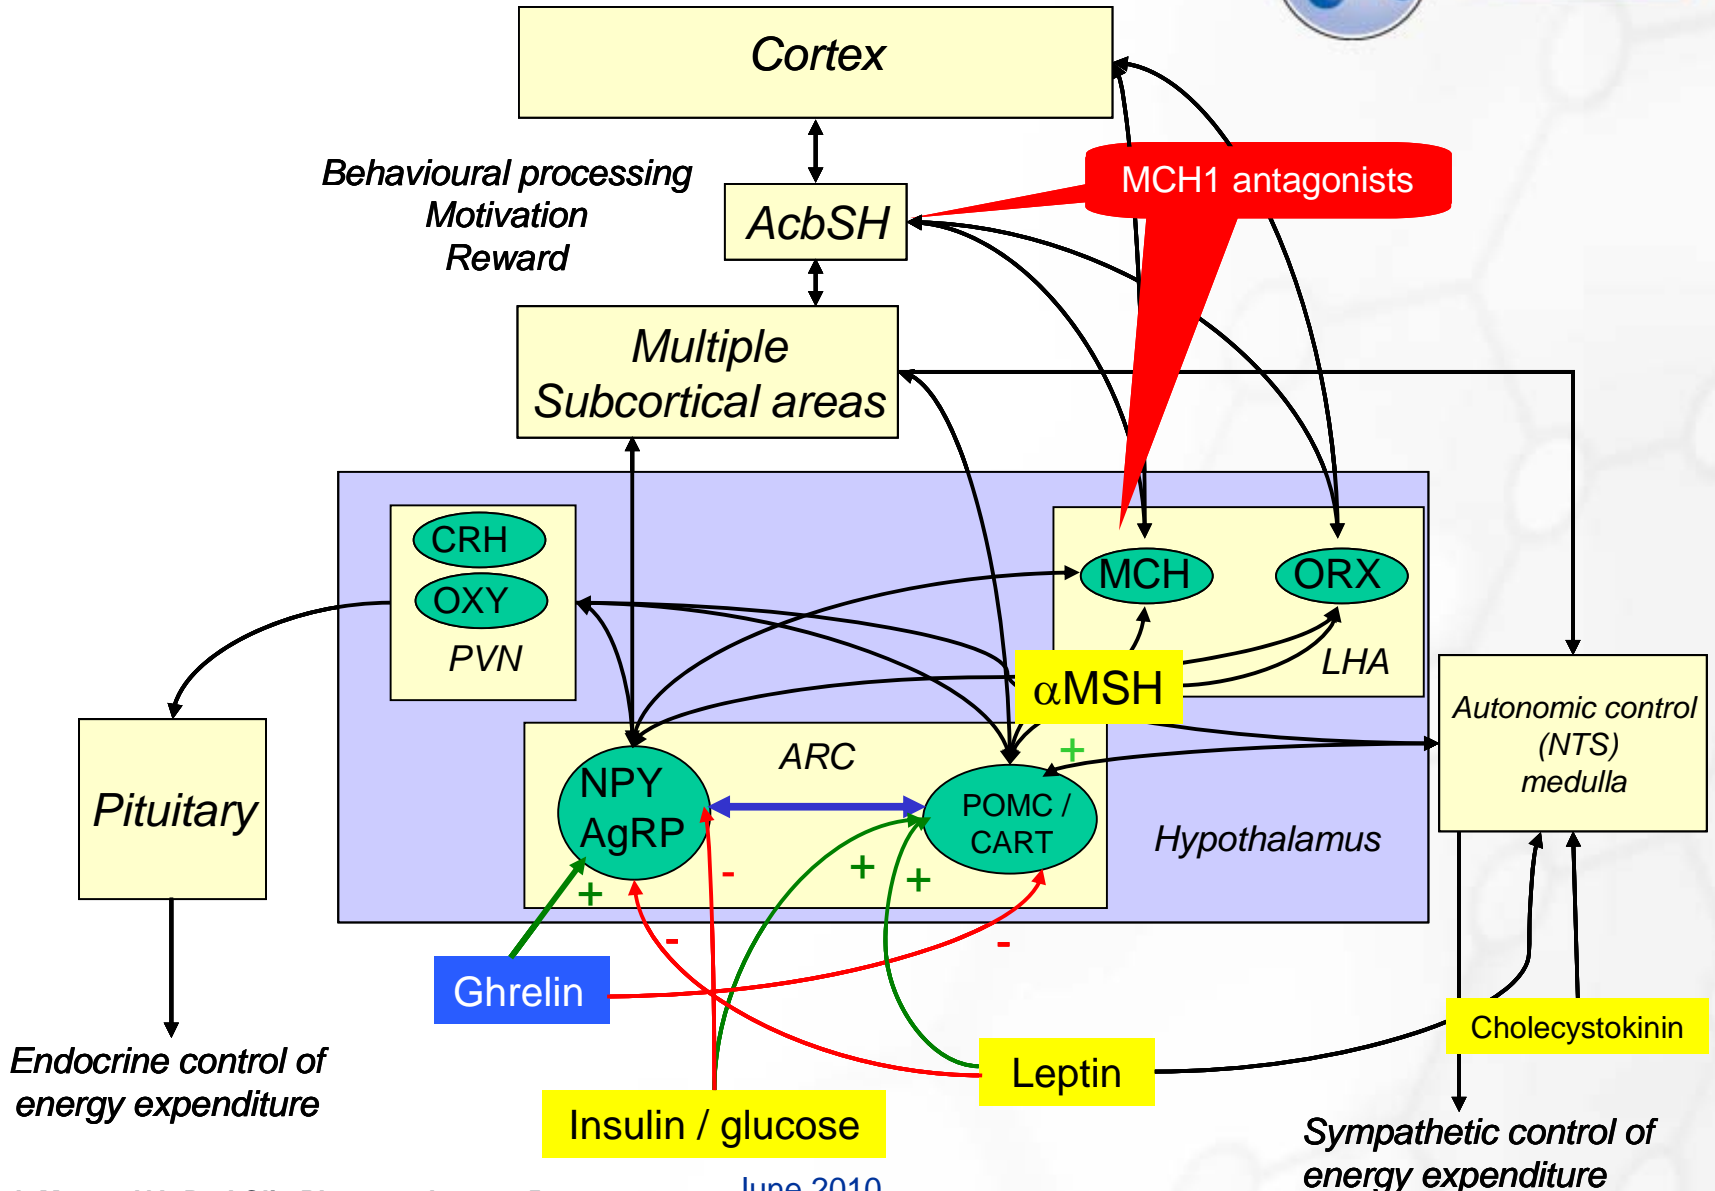 Cortex
Behavioural processing
Motivation
Reward
MCH1 antagonists
AcbSH
Multiple
Subcortical areas
CRH
OXY
PVN
MCH
ORX
LHA
αMSH
Autonomic control
(NTS)
medulla
Pituitary
ARC
NPY
AgRP
POMC /
CART
+
Hypothalamus
+
-
+
+
-
-
Ghrelin
Insulin / glucose
Leptin
Cholecystokinin
Endocrine control of
energy expenditure
Sympathetic control of
energy expenditure
June 2010